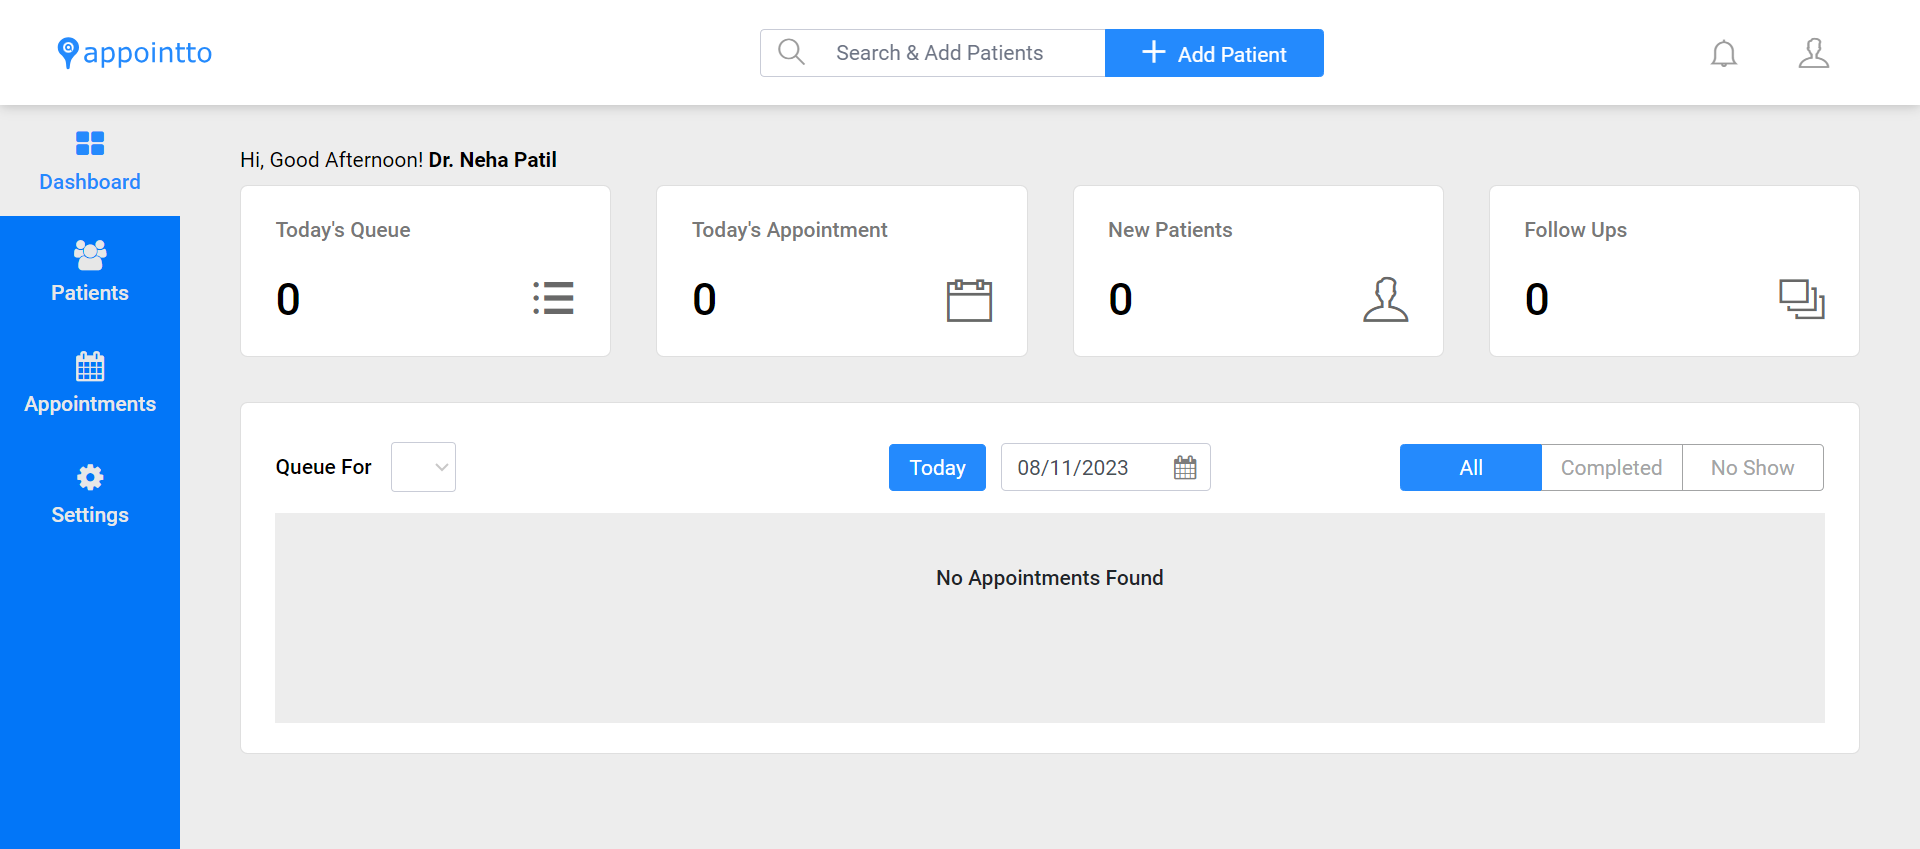 appointto
Search & Add Patients
Add Patient
Dashboard
Patients
Appointments
Settings
Hi, Good Afternoon! Dr. Neha Patil
Today's Queue
0
Today's Appointment
0
New Patients
0
Follow Ups
0
Queue For
Today
08/11/2023
All
Completed
No Show
No Appointments Found